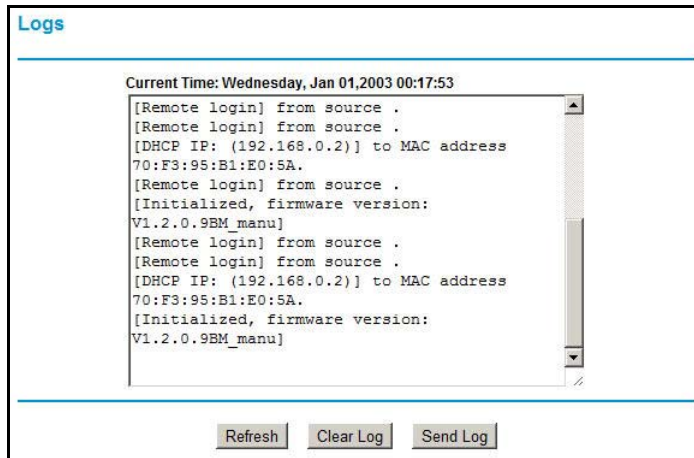 Logs
Current Time: Wednesday, Jan 01,2003 00:17:53
[Remote login] from source .
[Remote login] from source .
[DHCP IP: (192.168.0.2)] to MAC address
70:F3:95:B1:E0:5A.
[Remote login] from source .
[Initialized, firmware version:
V1.2.0.9BM_manu]
[Remote login] from source .
[Remote login] from source .
[DHCP IP: (192.168.0.2)] to MAC address
70:F3:95:B1:E0:5A.
[Initialized, firmware version:
V1.2.0.9BM_manu]
Refresh Clear Log Send Log